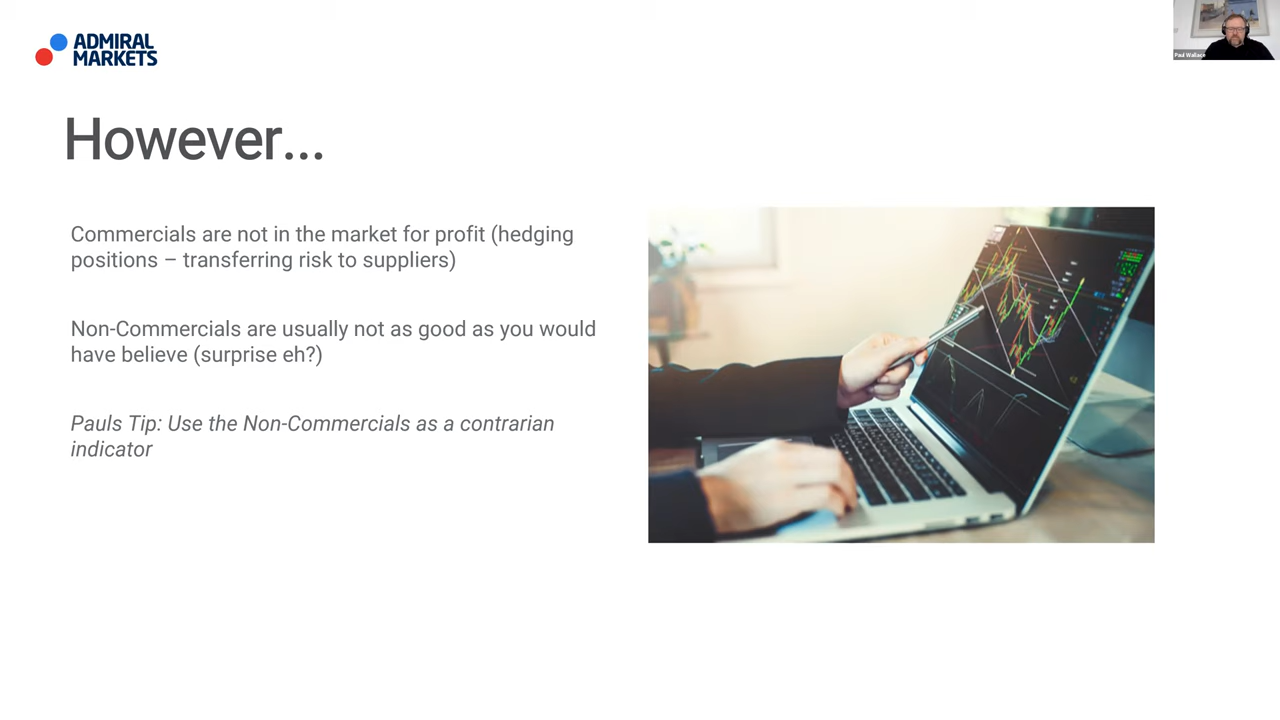 ADMIRAL
MARKETS
Paul Wallace
However...
Commercials are not in the market for profit (hedging
positions – transferring risk to suppliers)
Non-Commercials are usually not as good as you would
have believe (surprise eh?)
Pauls Tip: Use the Non-Commercials as a contrarian
indicator